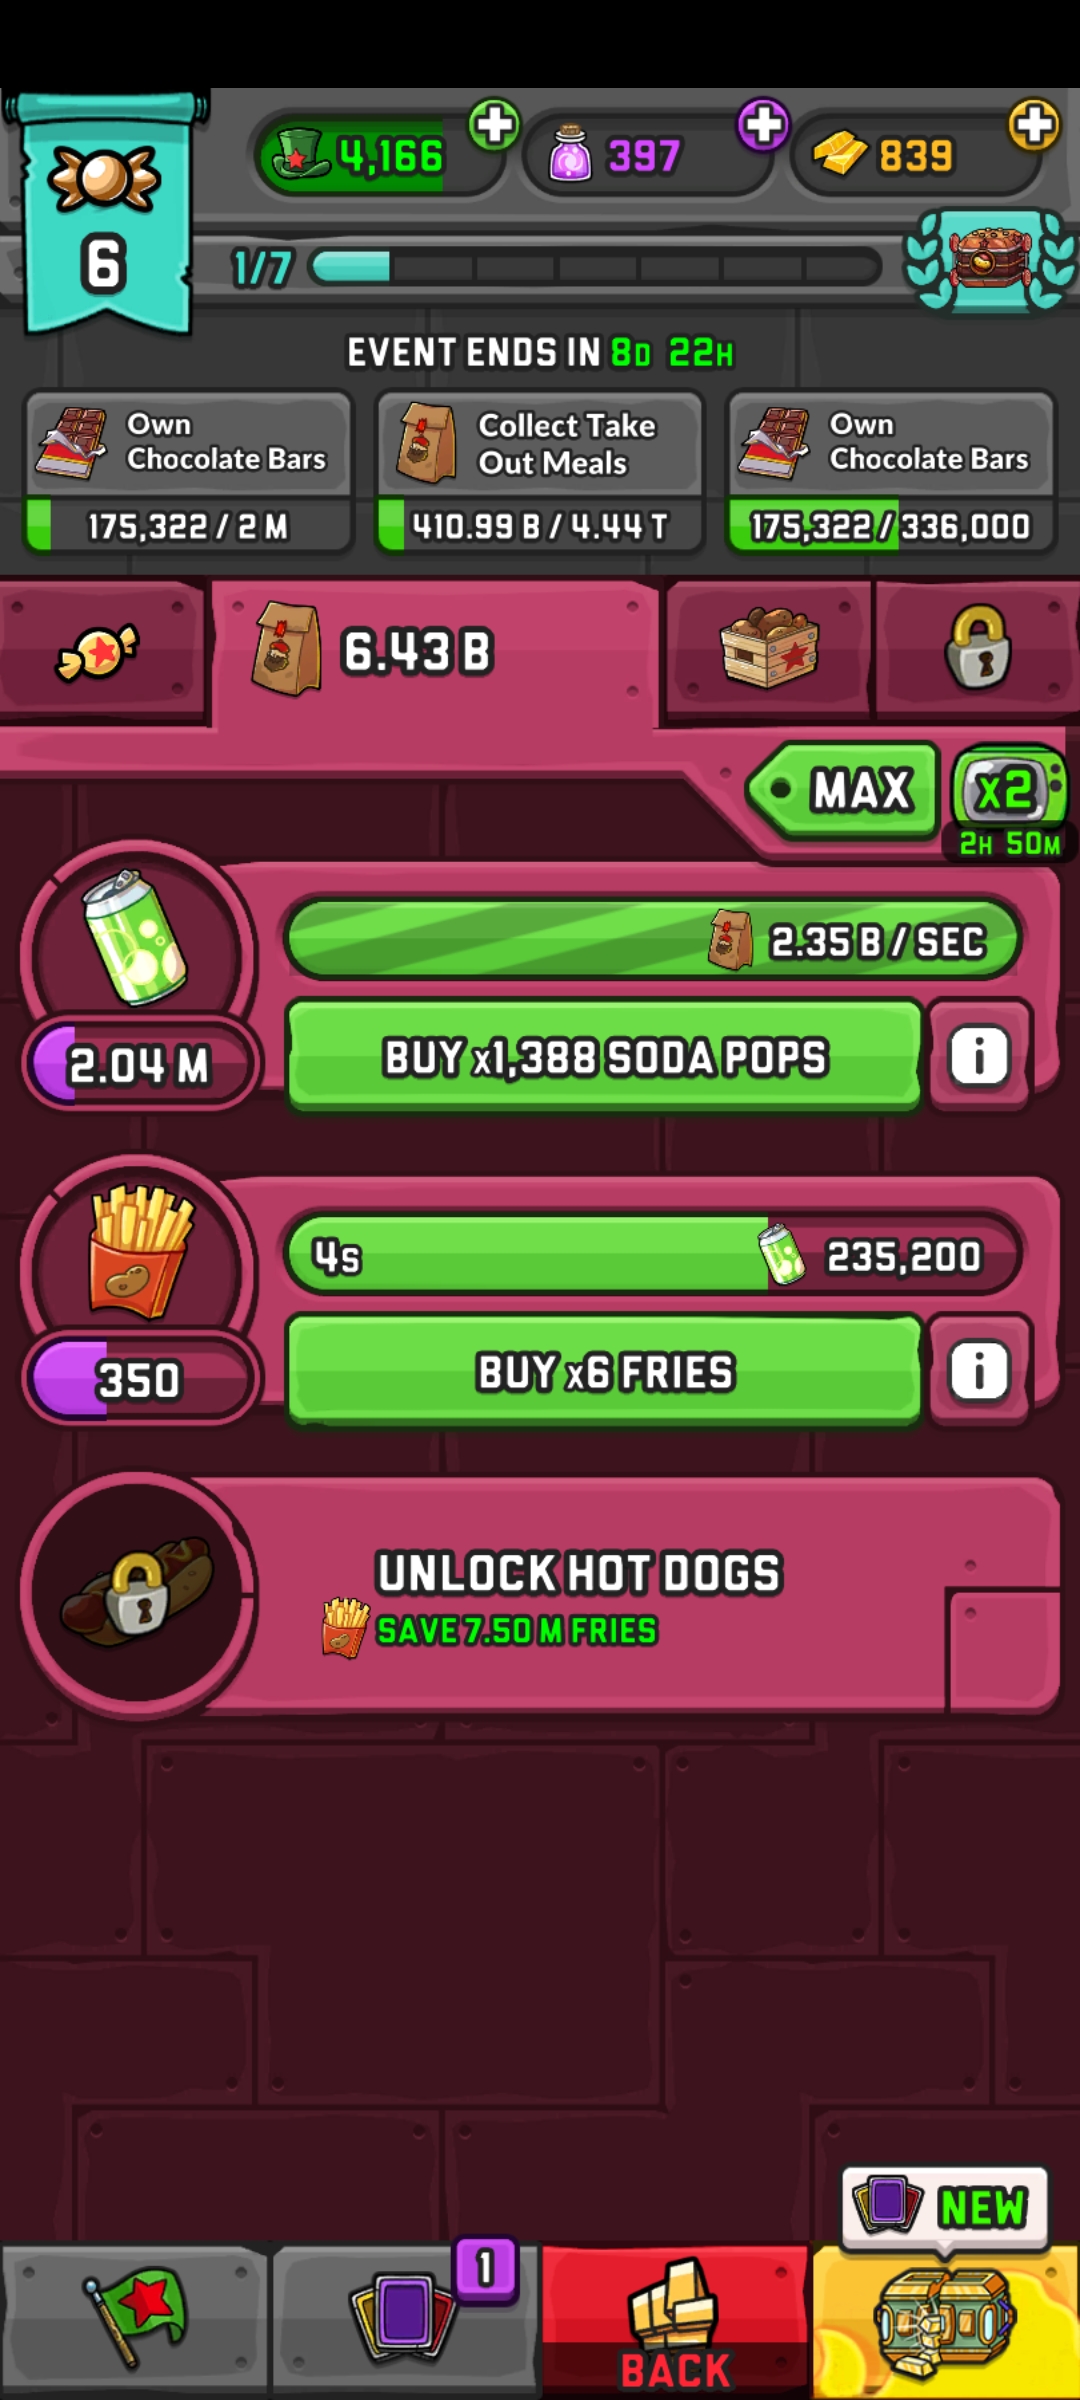 4,166
397
839
6
1/7
EVENT ENDS IN 8D 22H
Own
Chocolate Bars
175,322 / 2 M
Collect Take
Out Meals
410.99 B / 4.44 T
Own
Chocolate Bars
175,322 / 336,000
6.43 B
MAX
x2
2H 50M
2.35 B / SEC
2.04 M
BUY x1,388 SODA POPS
i
4s
235,200
350
BUY x6 FRIES
i
UNLOCK HOT DOGS
SAVE 7.50 M FRIES
NEW
1
BACK